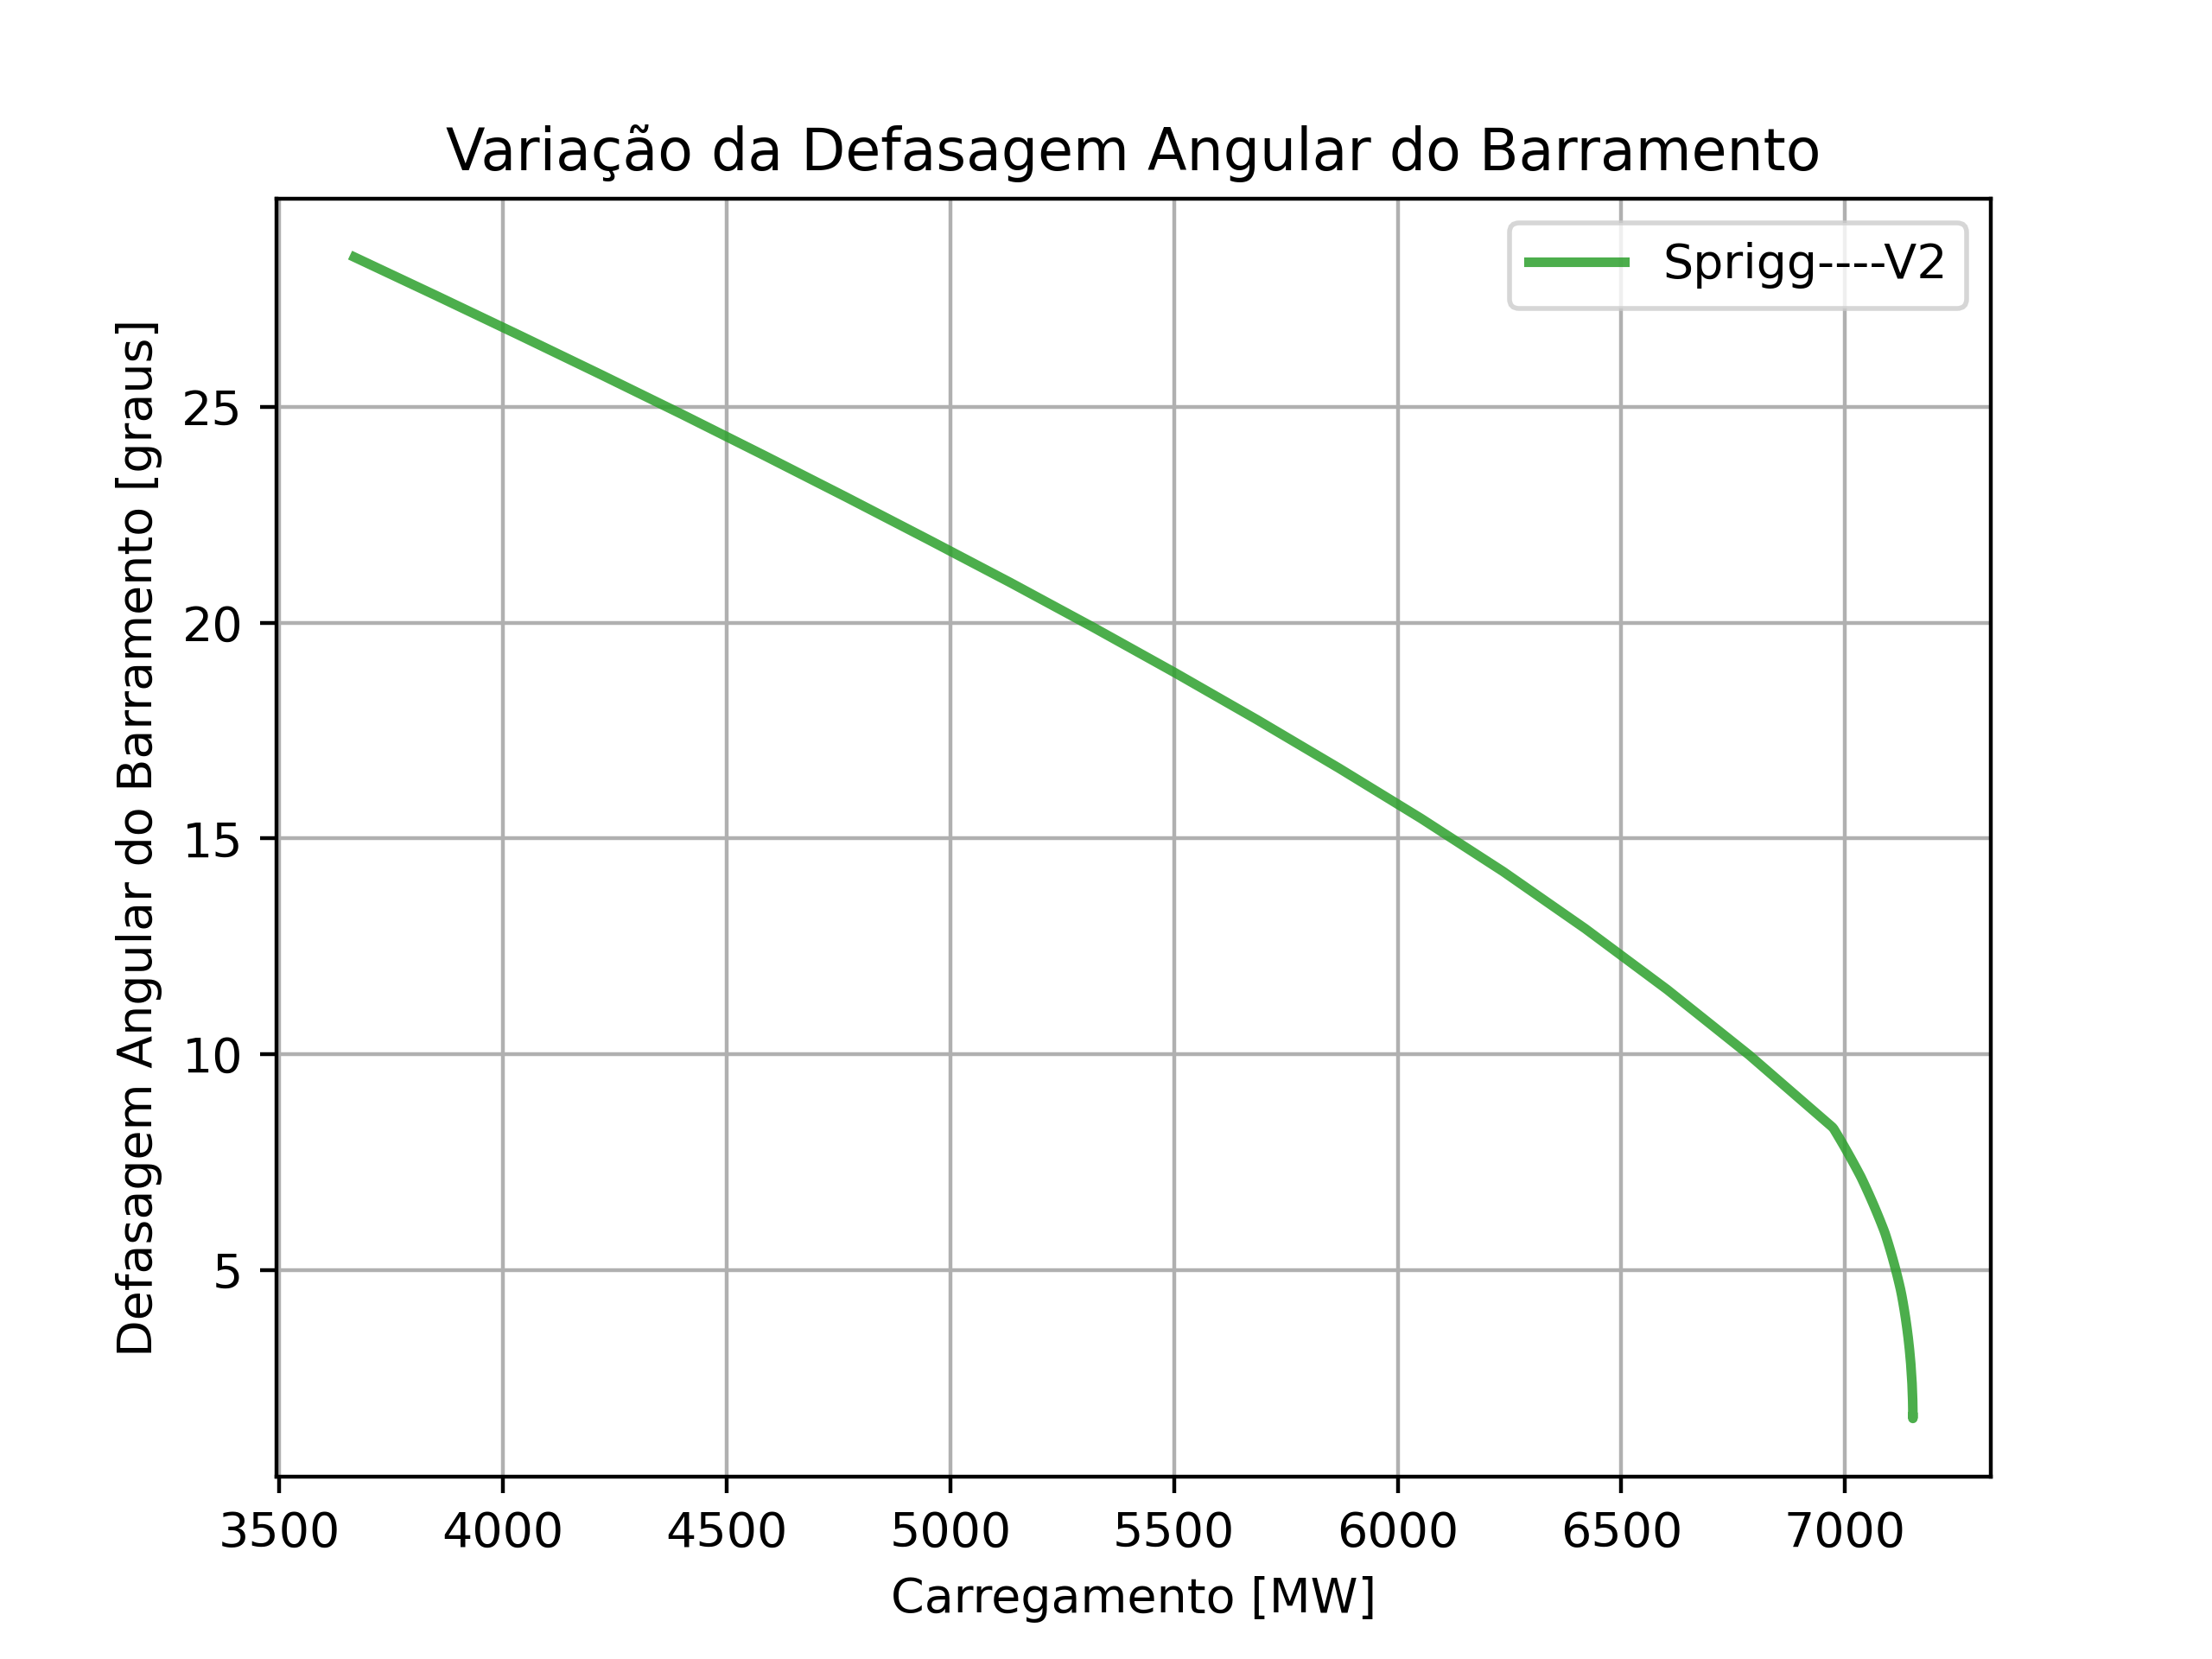 Variação da Defasagem Angular do Barramento
Sprigg----V2
Defasagem Angular do Barramento [graus]
25
20
15
10
5
3500 4000 4500 5000 5500 6000 6500 7000
Carregamento [MW]